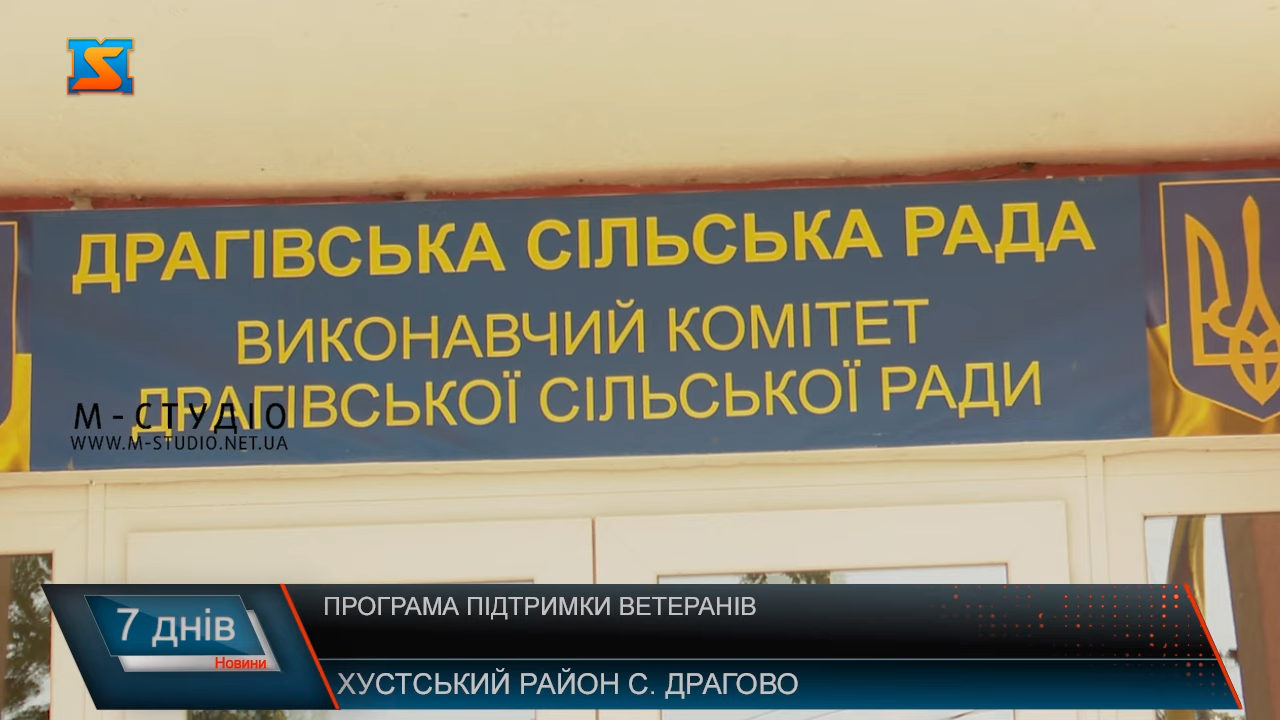 ДРАГІВСЬКА СІЛЬСЬКА РАДА
ВИКОНАВЧИЙ КОМІТЕТ
ДРАГІВСЬКОЇ СІЛЬСЬКОЇ РАДИ
М-СТУДІО
WWW.M-STUDIO.NET.UA
7 днів
Новини
ПРОГРАМА ПІДТРИМКИ ВЕТЕРАНІВ
ХУСТСЬКИЙ РАЙОН С. ДРАГОВО